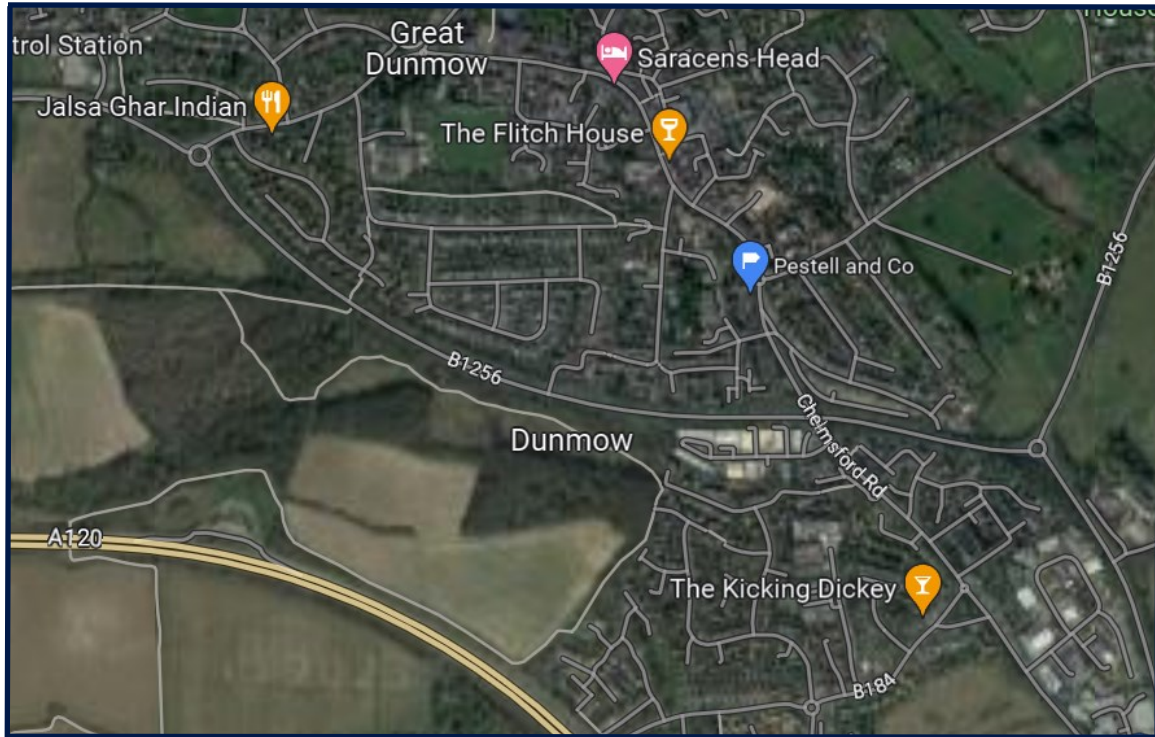 trol Station
Great
Dunmow
Saracens Head
Jalsa Ghar Indian
The Flitch House
Pestell and Co
B1256
B1256
Chelmsford Rd
Dunmow
A120
The Kicking Dickey
B184